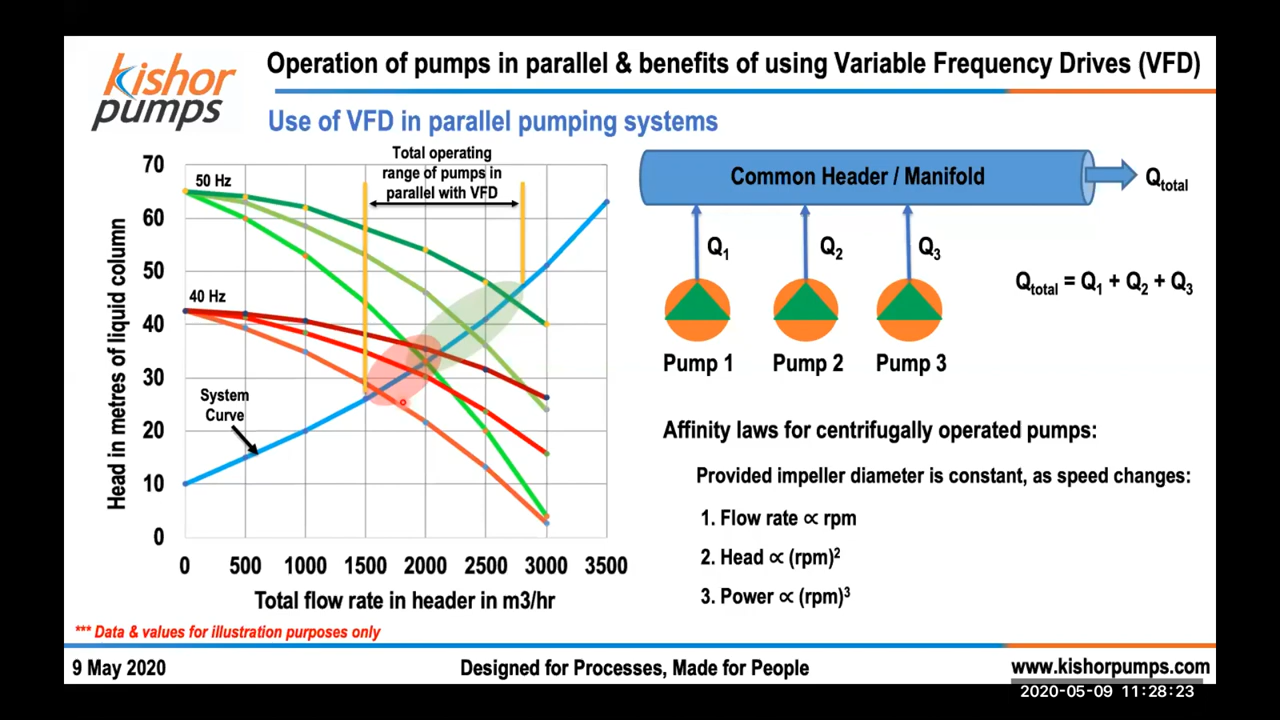 kishor
pumps
Operation of pumps in parallel & benefits of using Variable Frequency Drives (VFD)
Use of VFD in parallel pumping systems
Total operating
range of pumps in
parallel with VFD
50 Hz
40 Hz
System
Curve
Head in metres of liquid column
70
60
50
40
30
20
10
0
0 500 1000 1500 2000 2500 3000 3500
Total flow rate in header in m3/hr
*** Data & values for illustration purposes only
Common Header / Manifold
Qtotal
Q1 Q2 Q3
Qtotal = Q1 + Q2 + Q3
Pump 1 Pump 2 Pump 3
Affinity laws for centrifugally operated pumps:
Provided impeller diameter is constant, as speed changes:
1. Flow rate ∝ rpm
2. Head ∝ (rpm)²
3. Power ∝ (rpm)³
9 May 2020
Designed for Processes, Made for People
www.kishorpumps.com
2020-05-09 11:28:23